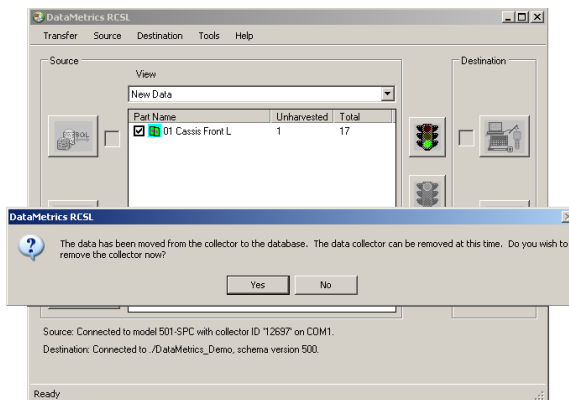 DataMetrics RCSL
Transfer Source Destination Tools Help
Source
Destination
View
New Data
Part Name Unharvested Total
01 Cassis Front L 1 17
SQL
DataMetrics RCSL
The data has been moved from the collector to the database. The data collector can be removed at this time. Do you wish to
remove the collector now?
Yes No
Source: Connected to model 501-SPC with collector ID "12697" on COM1.
Destination: Connected to ./DataMetrics_Demo, schema version 500.
Ready